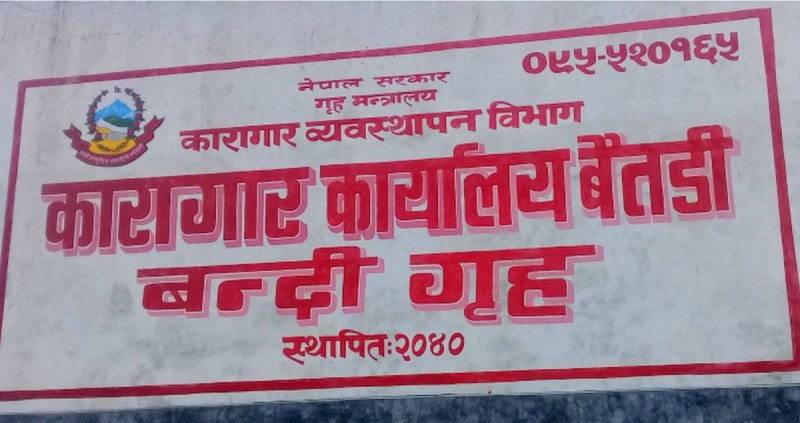 ०९५-५२०१६५
नेपाल सरकार
गृह मन्त्रालय
कारागार व्यवस्थापन विभाग
कारागार कार्यालय बैतडी
बन्दी गृह
स्थापितः२०४०